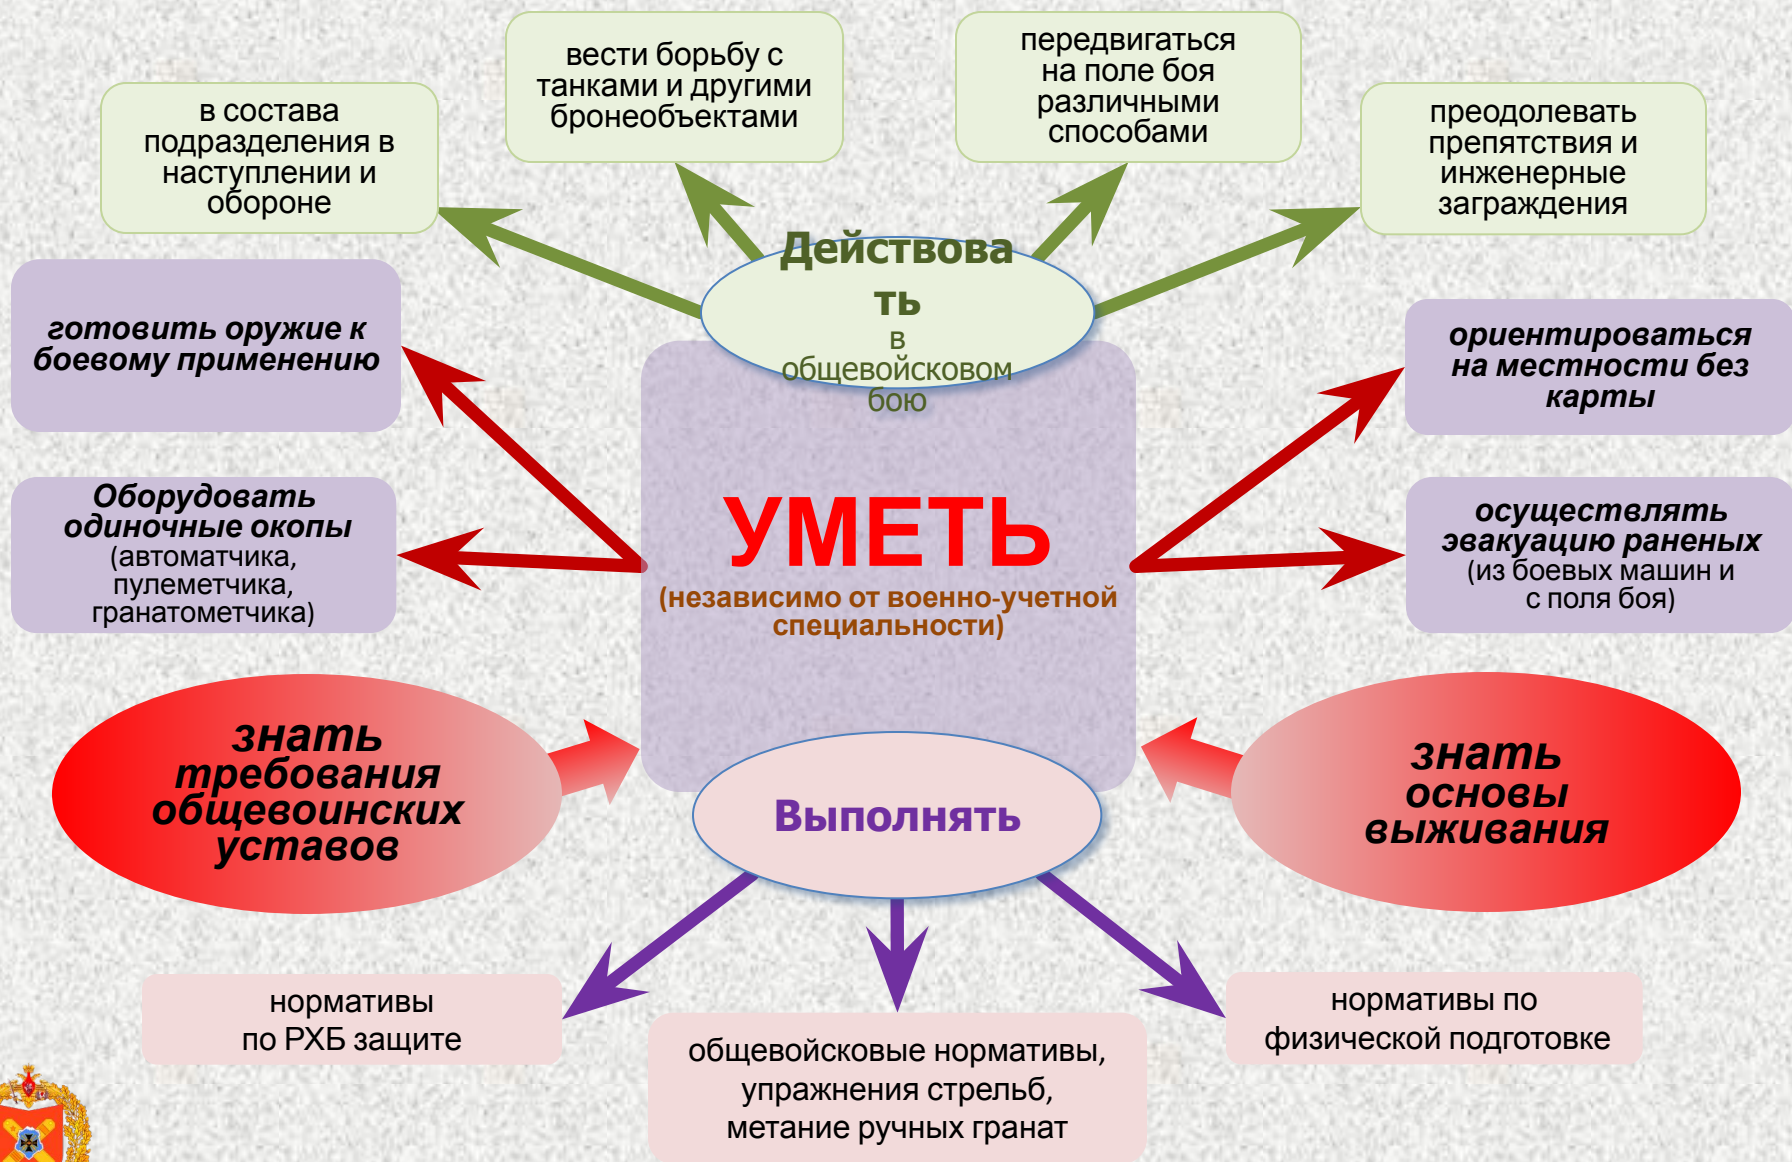 вести борьбу с
танками и другими
бронеобъектами
передвигаться
на поле боя
различными
способами
в состава
подразделения в
наступлении и
обороне
преодолевать
препятствия и
инженерные
заграждения
Действова
ть
в
общевойсковом
бою
готовить оружие к
боевому применению
ориентироваться
на местности без
карты
Оборудовать
одиночные окопы
(автоматчика,
пулеметчика,
гранатометчика)
УМЕТЬ
(независимо от военно-учетной
специальности)
осуществлять
эвакуацию раненых
(из боевых машин и
с поля боя)
знать
требования
общевоинских
уставов
Выполнять
знать
основы
выживания
нормативы
по РХБ защите
общевойсковые нормативы,
упражнения стрельб,
метание ручных гранат
нормативы по
физической подготовке